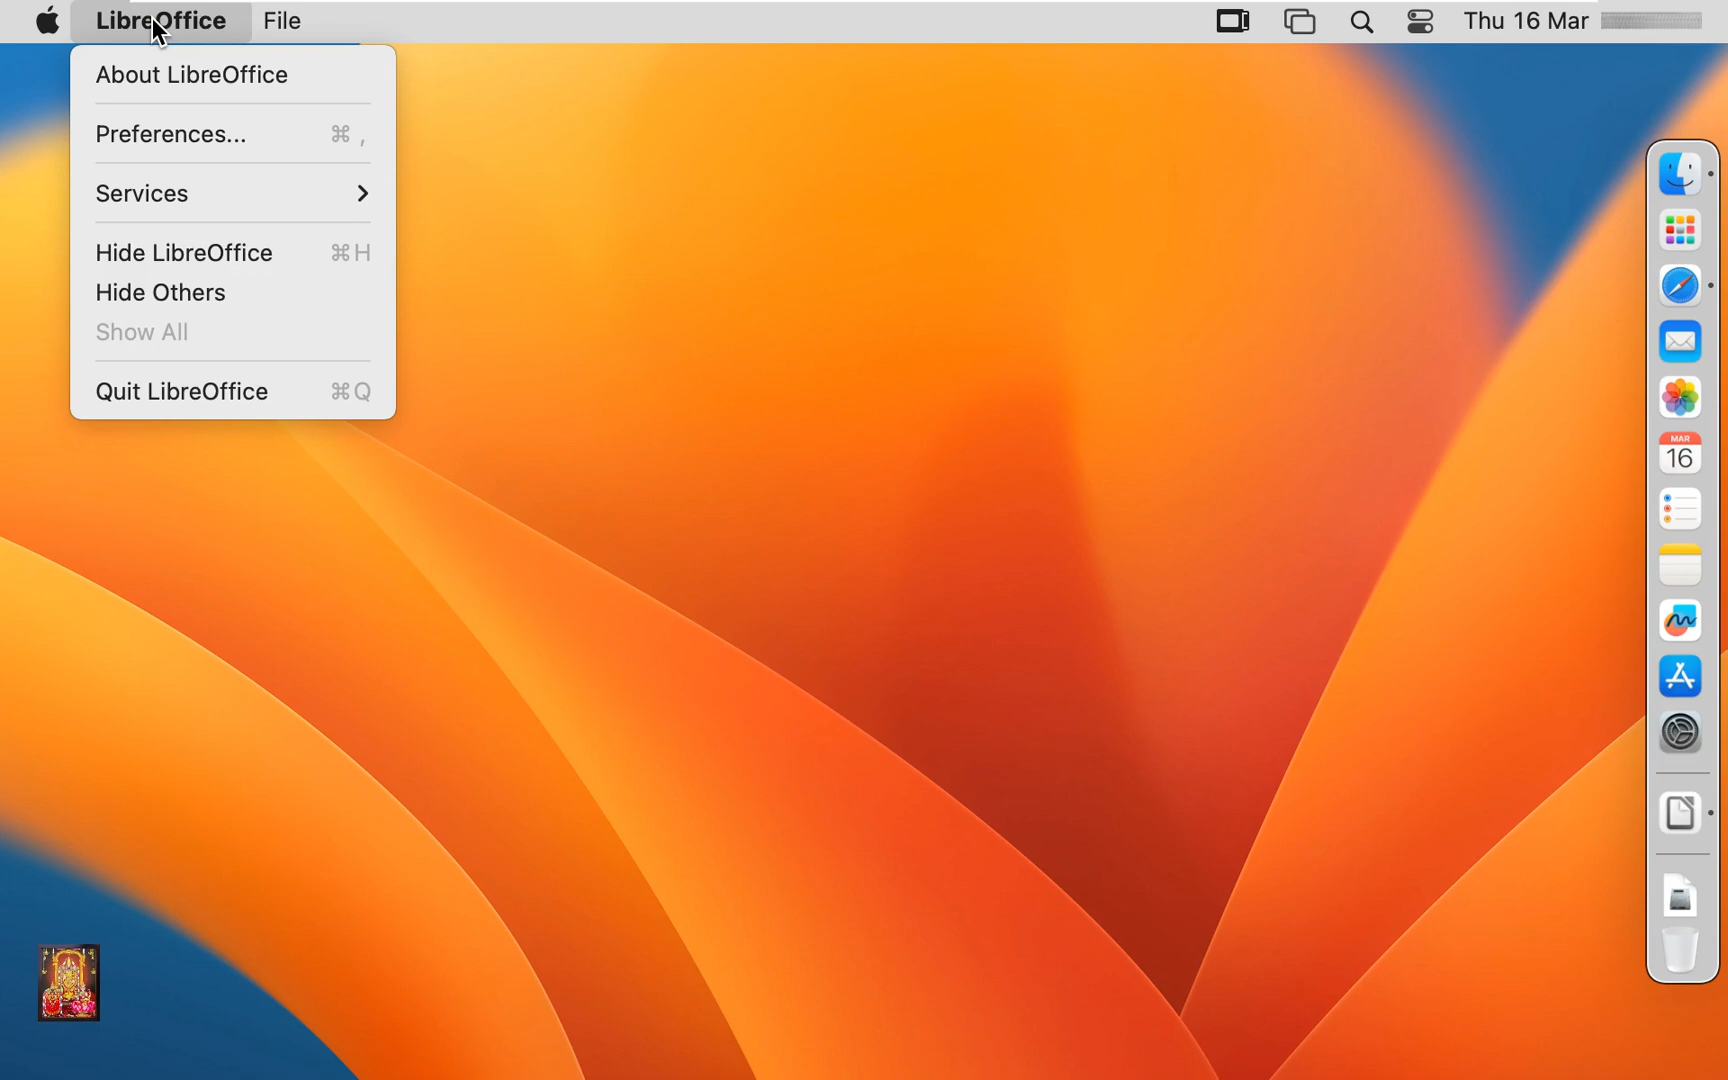 LibreOffice File Thu 16 Mar
About LibreOffice
Preferences... ⌘ ,
Services
Hide LibreOffice ⌘H
Hide Others
Show All
Quit LibreOffice ⌘Q
MAR
16